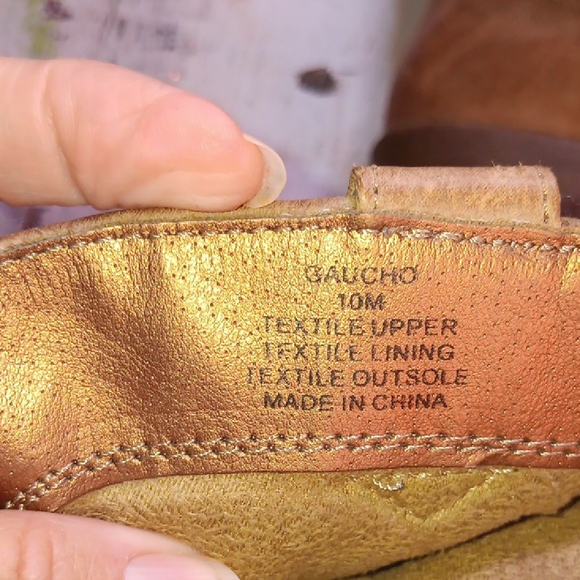 GAUCHO
10M
TEXTILE UPPER
TEXTILE LINING
TEXTILE OUTSOLE
MADE IN CHINA